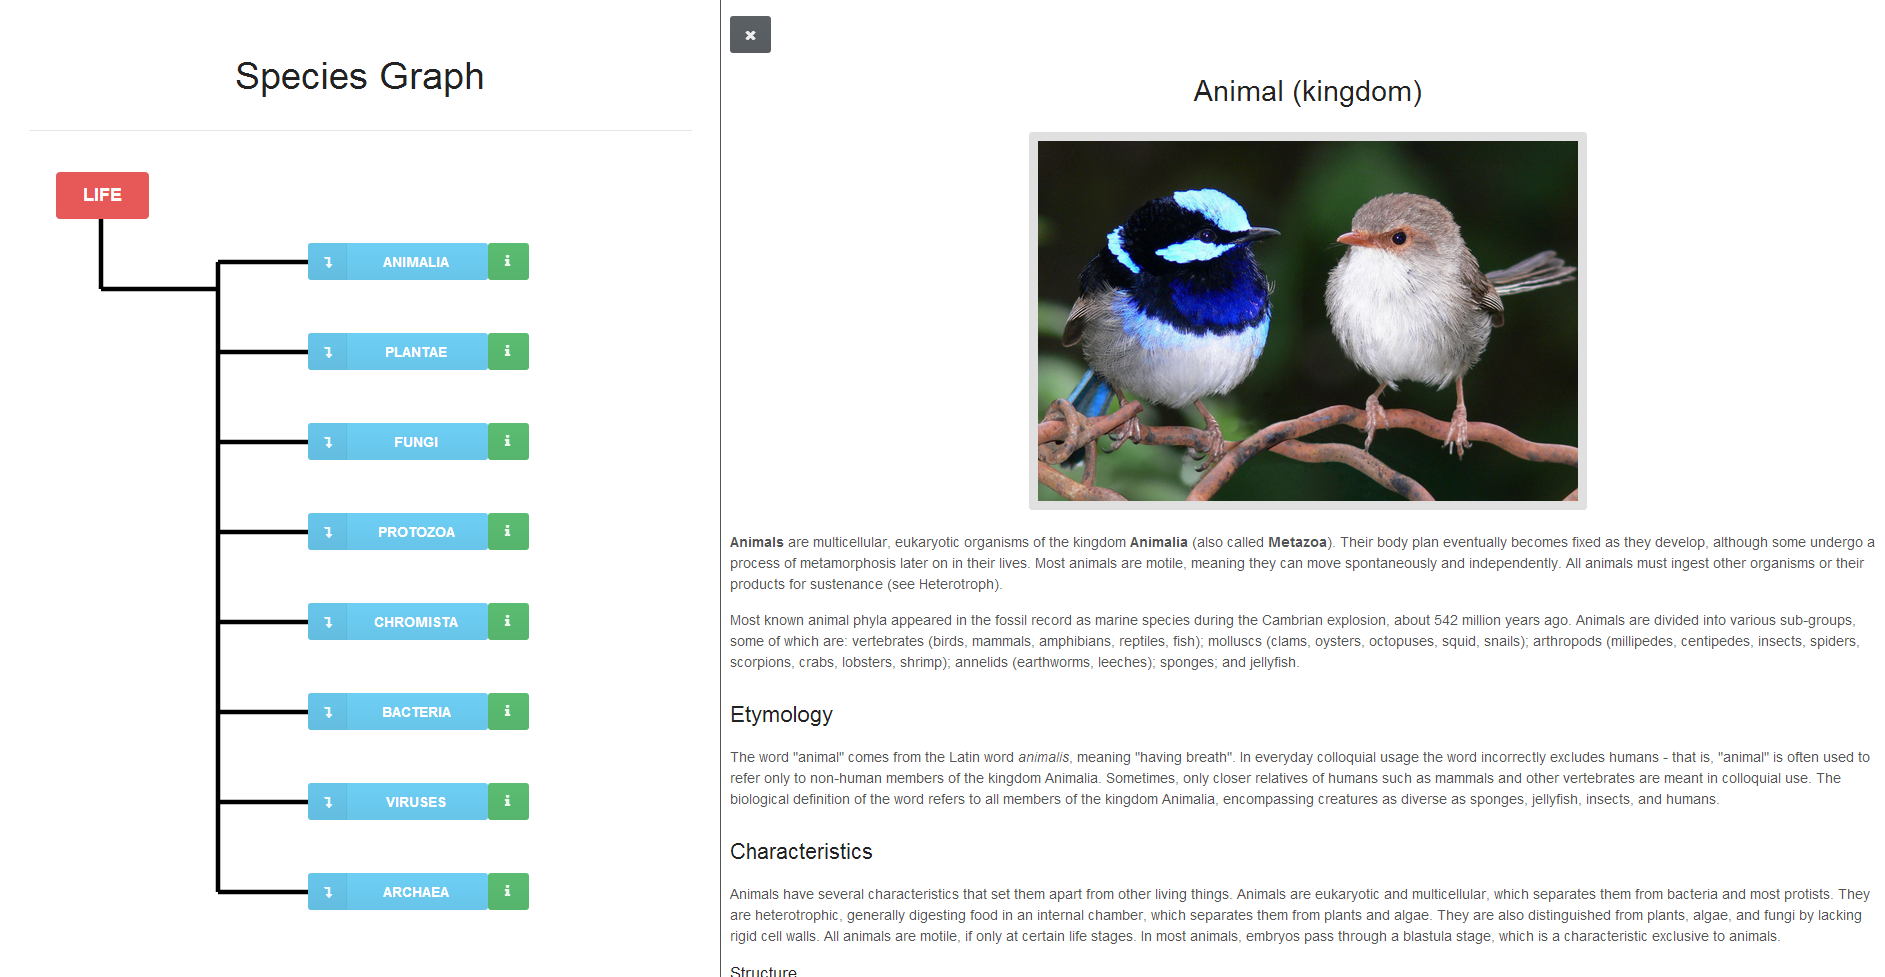 Species Graph
LIFE
ANIMALIA
PLANTAE
FUNGI
PROTOZOA
CHROMISTA
BACTERIA
VIRUSES
ARCHAEA
Animal (kingdom)
Animals are multicellular, eukaryotic organisms of the kingdom Animalia (also called Metazoa). Their body plan eventually becomes fixed as they develop, although some undergo a
process of metamorphosis later on in their lives. Most animals are motile, meaning they can move spontaneously and independently. All animals must ingest other organisms or their
products for sustenance (see Heterotroph).
Most known animal phyla appeared in the fossil record as marine species during the Cambrian explosion, about 542 million years ago. Animals are divided into various sub-groups,
some of which are: vertebrates (birds, mammals, amphibians, reptiles, fish); molluscs (clams, oysters, octopuses, squid, snails); arthropods (millipedes, centipedes, insects, spiders,
scorpions, crabs, lobsters, shrimp); annelids (earthworms, leeches); sponges; and jellyfish.
Etymology
The word "animal" comes from the Latin word animalis, meaning "having breath". In everyday colloquial usage the word incorrectly excludes humans - that is, "animal" is often used to
refer only to non-human members of the kingdom Animalia. Sometimes, only closer relatives of humans such as mammals and other vertebrates are meant in colloquial use. The
biological definition of the word refers to all members of the kingdom Animalia, encompassing creatures as diverse as sponges, jellyfish, insects, and humans.
Characteristics
Animals have several characteristics that set them apart from other living things. Animals are eukaryotic and multicellular, which separates them from bacteria and most protists. They
are heterotrophic, generally digesting food in an internal chamber, which separates them from plants and algae. They are also distinguished from plants, algae, and fungi by lacking
rigid cell walls. All animals are motile, if only at certain life stages. In most animals, embryos pass through a blastula stage, which is a characteristic exclusive to animals.
Structure